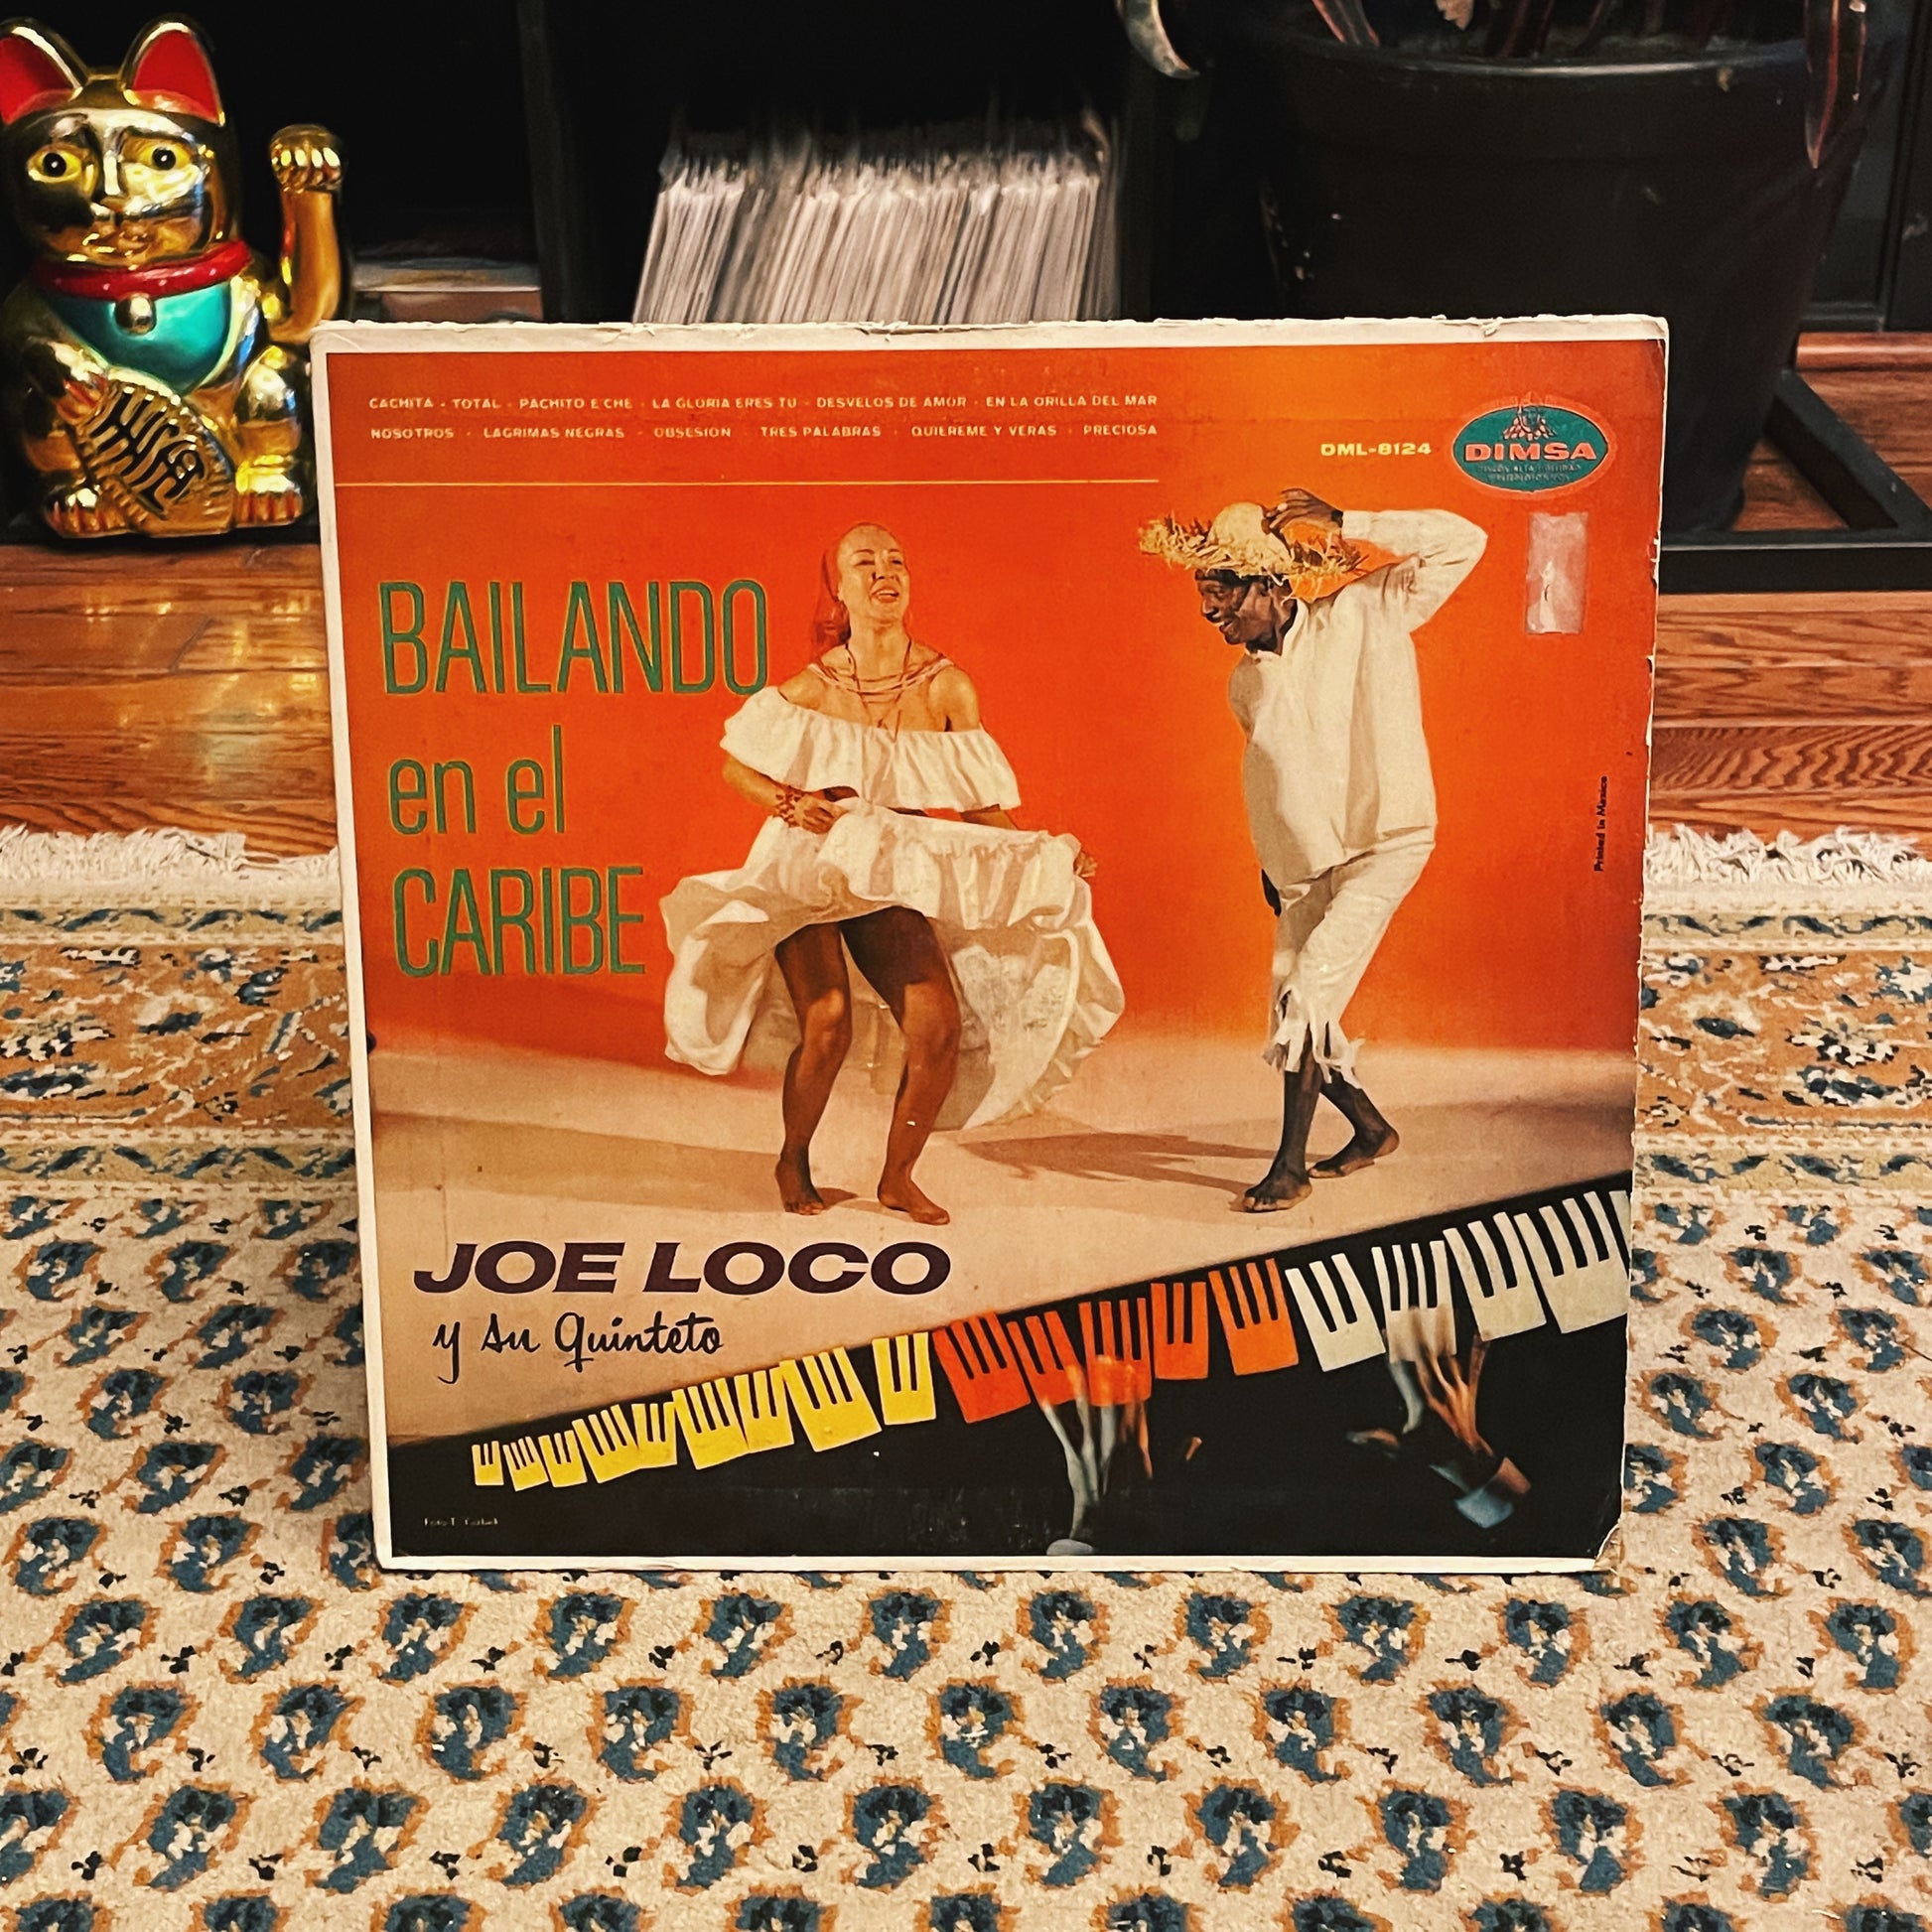 CACHITA - TOTAL - PACHITO E'CHE - LA GLORIA ERES TU - DESVELOS DE AMOR - EN LA ORILLA DEL MAR
NOSOTROS - LAGRIMAS NEGRAS - OBSESION - TRES PALABRAS - QUIEREME Y VERAS - PRECIOSA
DML-8124
DIMSA
BAILANDO
en el
CARIBE
Printed in Mexico
JOE LOCO
y su Quinteto